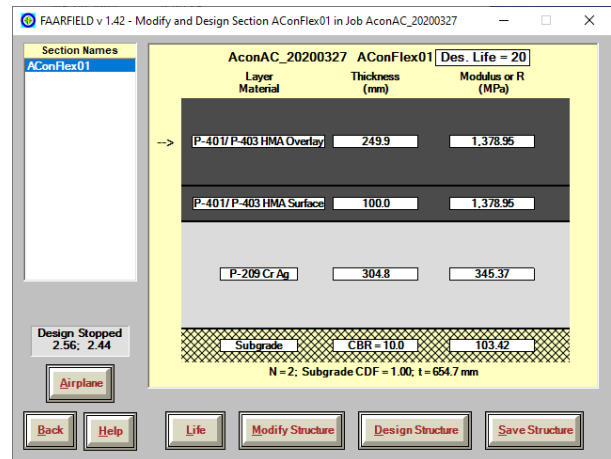 FAARFIELD v 1.42 - Modify and Design Section AConFlex01 in Job AconAC_20200327
Section Names
AConFlex01
AconAC_20200327 AConFlex01 Des. Life = 20
Layer Material Thickness (mm) Modulus or R (MPa)
--> P-401/ P-403 HMA Overlay 249.9 1,378.95
P-401/ P-403 HMA Surface 100.0 1,378.95
P-209 Cr Ag 304.8 345.37
Subgrade CBR = 10.0 103.42
N = 2; Subgrade CDF = 1.00; t = 654.7 mm
Design Stopped
2.56; 2.44
Airplane
Back Help Life Modify Structure Design Structure Save Structure